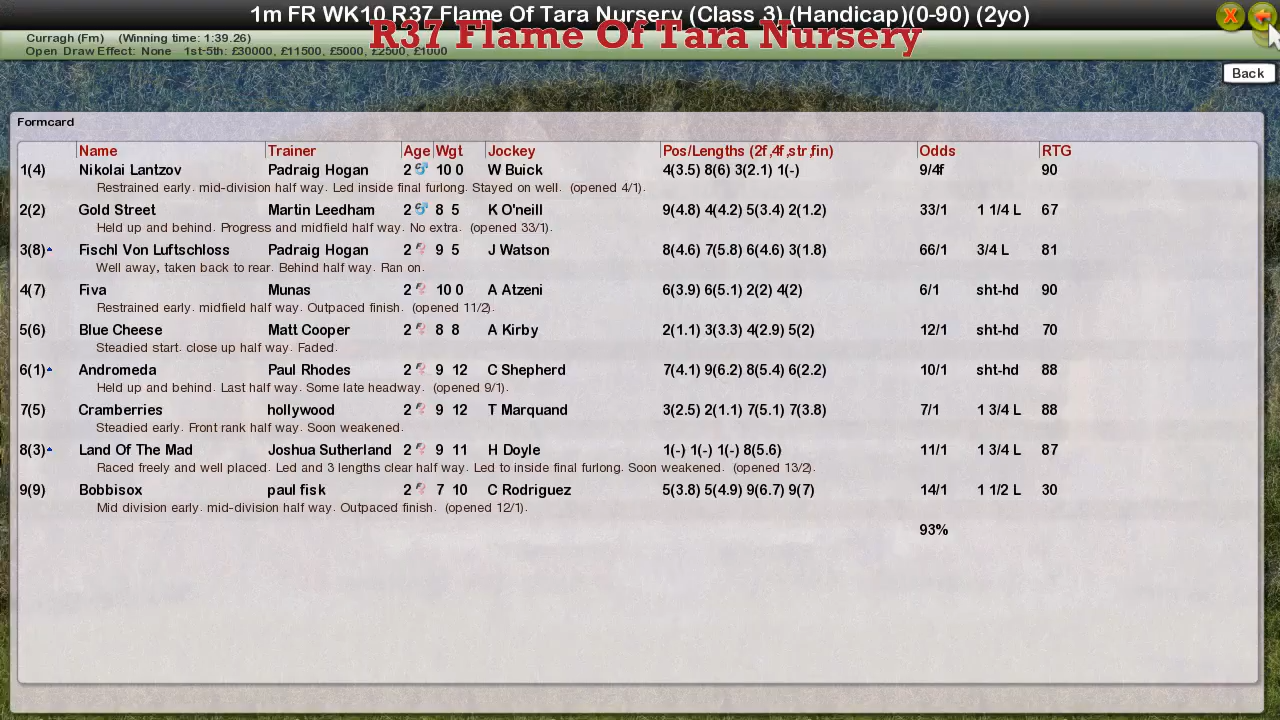 1m FR WK10 R37 Flame Of Tara Nursery (Class 3) (Handicap)(0-90) (2yo)
R37 Flame Of Tara Nursery
Curragh (Fm) (Winning time: 1:39.26)
Open Draw Effect: None 1st-5th: £30000, £11500, £5000, £2500, £1000
X
Back
Formcard
Name Trainer Age Wgt Jockey Pos/Lengths (2f,4f,str,fin) Odds RTG
1(4) Nikolai Lantzov Padraig Hogan 2 10 0 W Buick 4(3.5) 8(6) 3(2.1) 1(-) 9/4f 90
Restrained early. mid-division half way. Led inside final furlong. Stayed on well. (opened 4/1).
2(2) Gold Street Martin Leedham 2 8 5 K O'neill 9(4.8) 4(4.2) 5(3.4) 2(1.2) 33/1 1 1/4 L 67
Held up and behind. Progress and midfield half way. No extra. (opened 33/1).
3(8) Fischl Von Luftschloss Padraig Hogan 2 9 5 J Watson 8(4.6) 7(5.8) 6(4.6) 3(1.8) 66/1 3/4 L 81
Well away, taken back to rear. Behind half way. Ran on.
4(7) Fiva Munas 2 10 0 A Atzeni 6(3.9) 6(5.1) 2(2) 4(2) 6/1 sht-hd 90
Restrained early. midfield half way. Outpaced finish. (opened 11/2).
5(6) Blue Cheese Matt Cooper 2 8 8 A Kirby 2(1.1) 3(3.3) 4(2.9) 5(2) 12/1 sht-hd 70
Steadied start. close up half way. Faded.
6(1) Andromeda Paul Rhodes 2 9 12 C Shepherd 7(4.1) 9(6.2) 8(5.4) 6(2.2) 10/1 sht-hd 88
Held up and behind. Last half way. Some late headway. (opened 9/1).
7(5) Cramberries hollywood 2 9 12 T Marquand 3(2.5) 2(1.1) 7(5.1) 7(3.8) 7/1 1 3/4 L 88
Steadied early. Front rank half way. Soon weakened.
8(3) Land Of The Mad Joshua Sutherland 2 9 11 H Doyle 1(-) 1(-) 1(-) 8(5.6) 11/1 1 3/4 L 87
Raced freely and well placed. Led and 3 lengths clear half way. Led to inside final furlong. Soon weakened. (opened 13/2).
9(9) Bobbisox paul fisk 2 7 10 C Rodriguez 5(3.8) 5(4.9) 9(6.7) 9(7) 14/1 1 1/2 L 30
Mid division early. mid-division half way. Outpaced finish. (opened 12/1).
93%